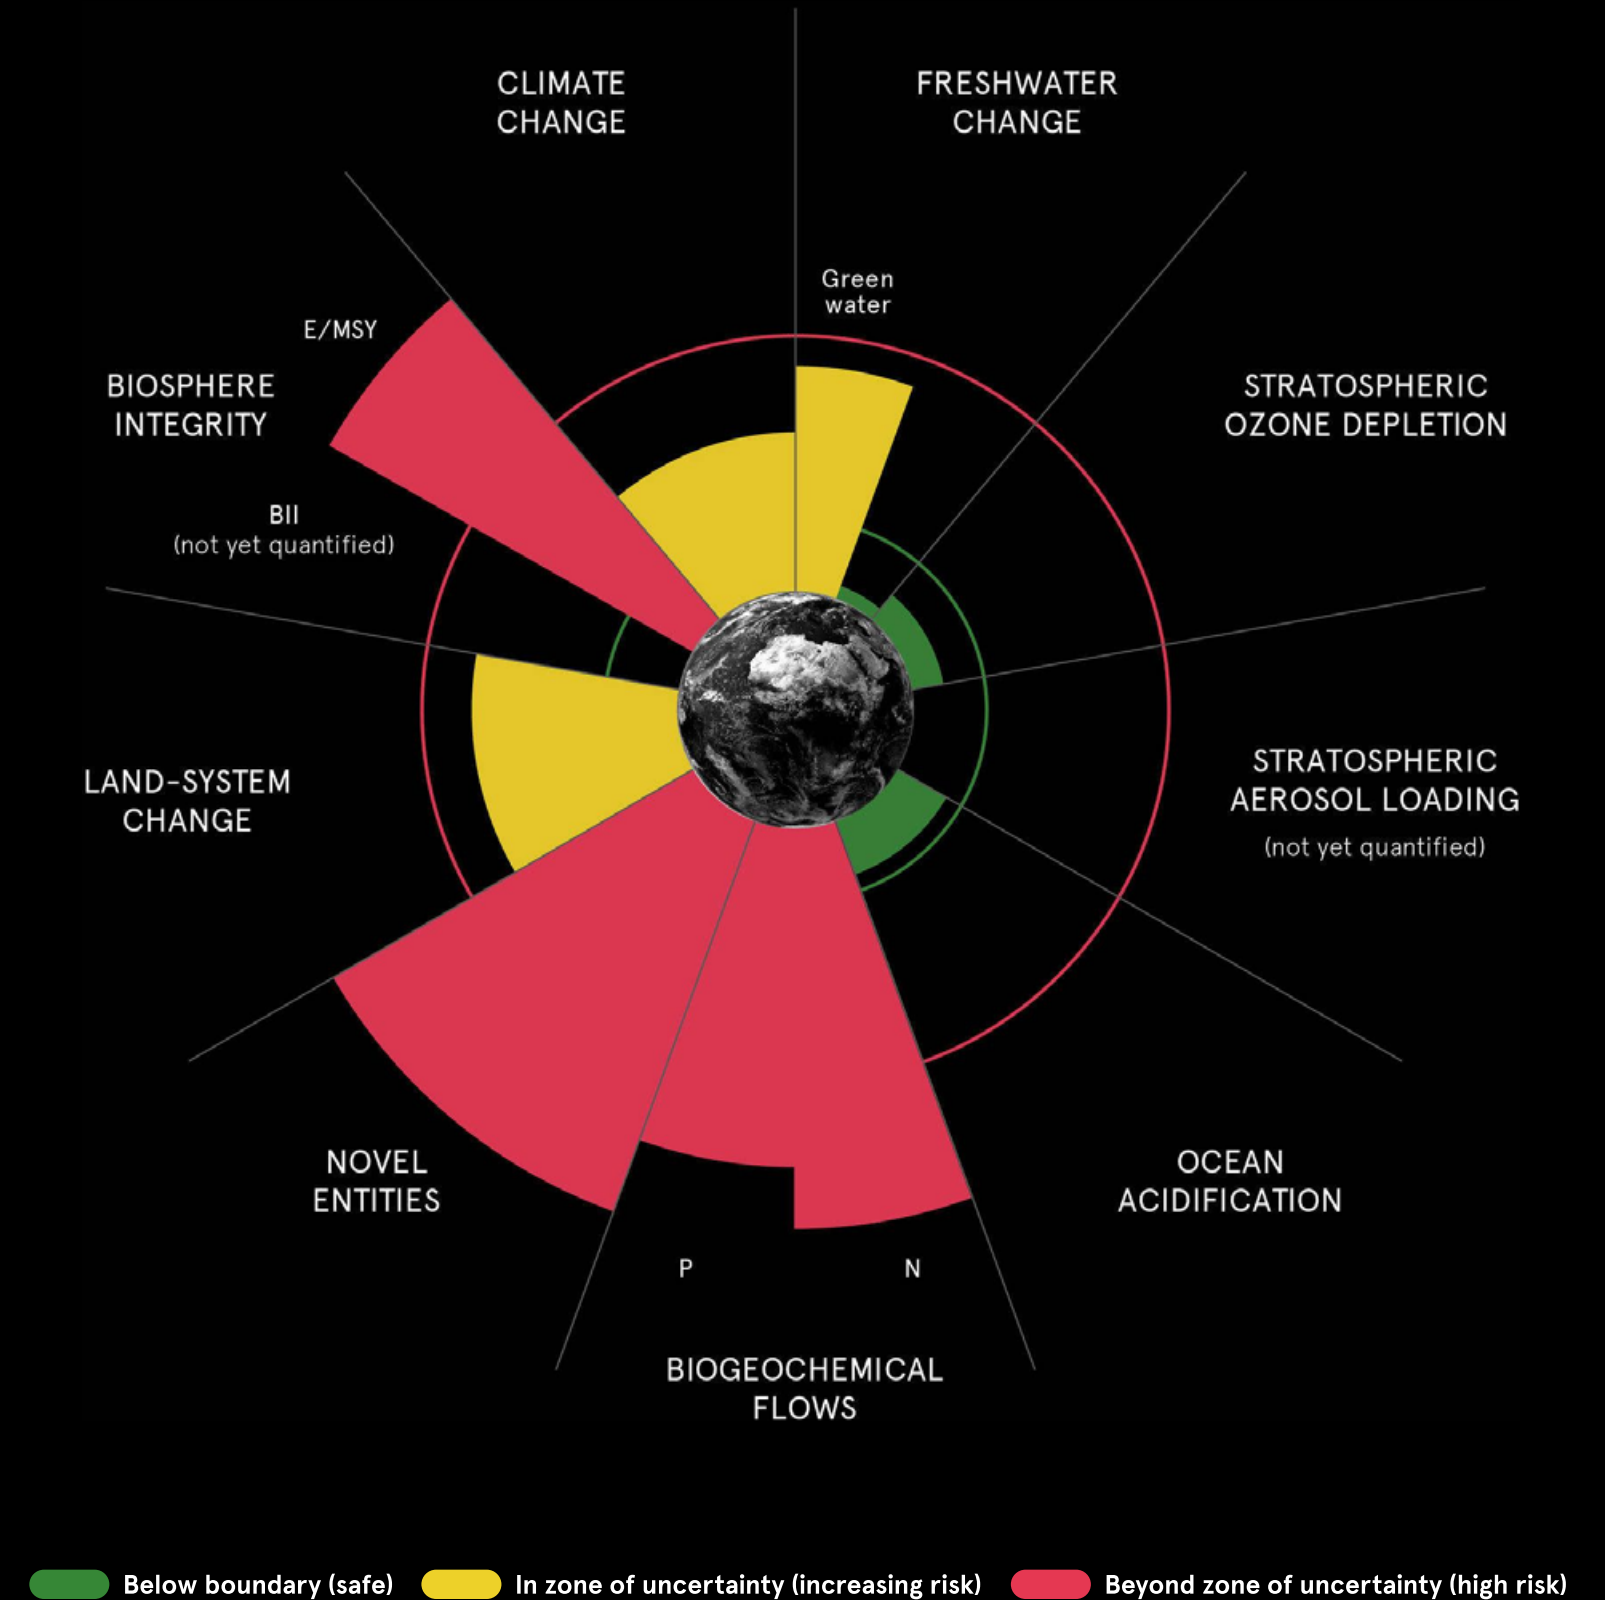 CLIMATE
CHANGE
FRESHWATER
CHANGE
Green
water
E/MSY
BIOSPHERE
INTEGRITY
BII
(not yet quantified)
STRATOSPHERIC
OZONE DEPLETION
LAND-SYSTEM
CHANGE
STRATOSPHERIC
AEROSOL LOADING
(not yet quantified)
NOVEL
ENTITIES
OCEAN
ACIDIFICATION
P
N
BIOGEOCHEMICAL
FLOWS
Below boundary (safe)
In zone of uncertainty (increasing risk)
Beyond zone of uncertainty (high risk)